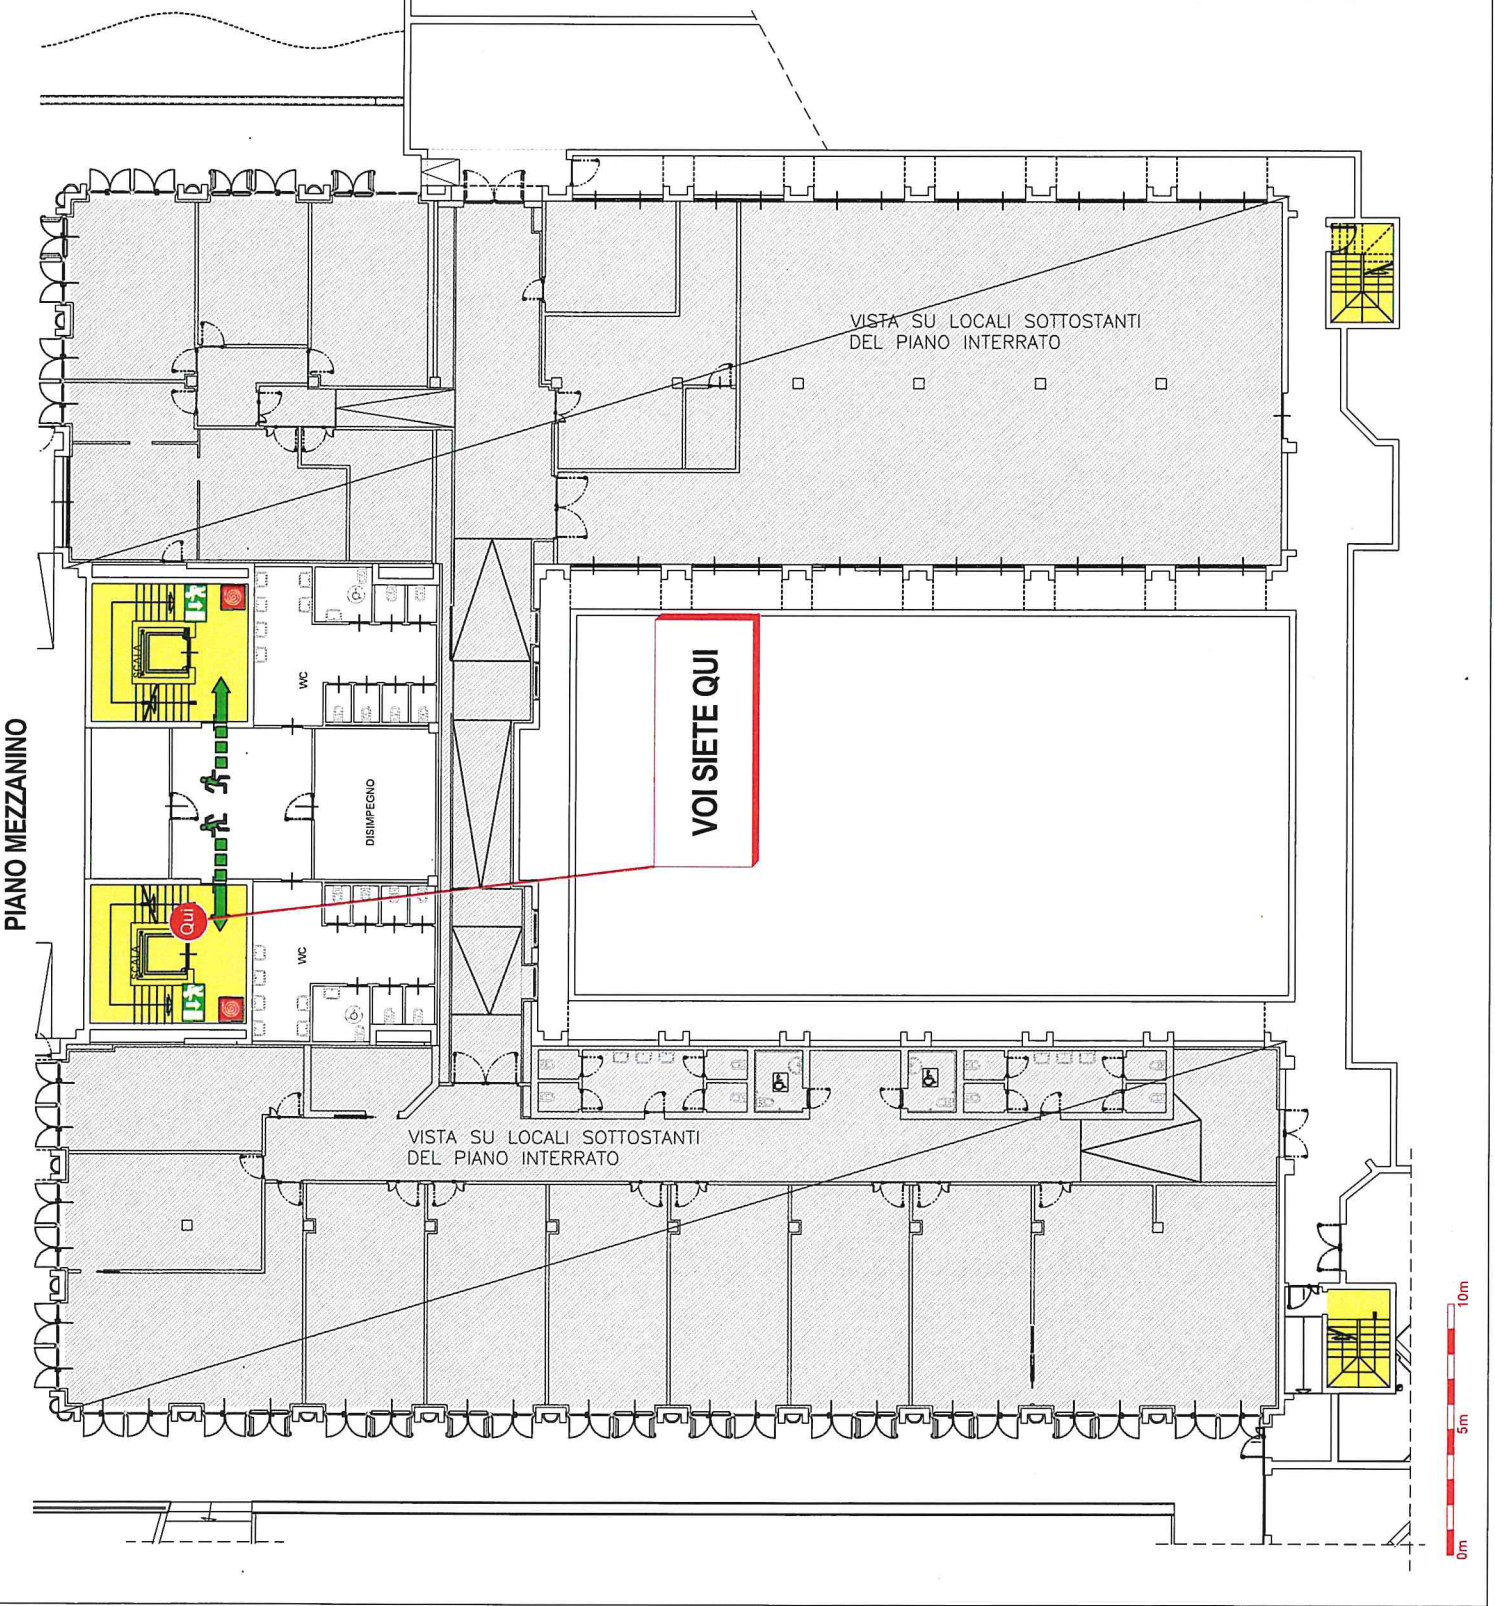 PIANO MEZZANINO
VISTA SU LOCALI SOTTOSTANTI
DEL PIANO INTERRATO
SCALA
WC
DISIMPEGNO
VOI SIETE QUI
Qui
SCALA
WC
VISTA SU LOCALI SOTTOSTANTI
DEL PIANO INTERRATO
0m
5m
10m